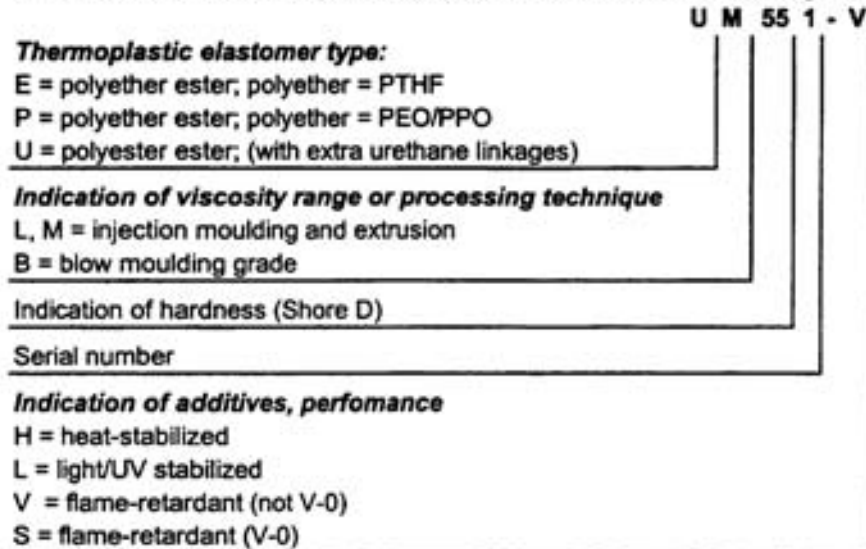 U M 55 1 - V
Thermoplastic elastomer type:
E = polyether ester; polyether = PTHF
P = polyether ester; polyether = PEO/PPO
U = polyester ester; (with extra urethane linkages)
Indication of viscosity range or processing technique
L, M = injection moulding and extrusion
B = blow moulding grade
Indication of hardness (Shore D)
Serial number
Indication of additives, perfomance
H = heat-stabilized
L = light/UV stabilized
V = flame-retardant (not V-0)
S = flame-retardant (V-0)